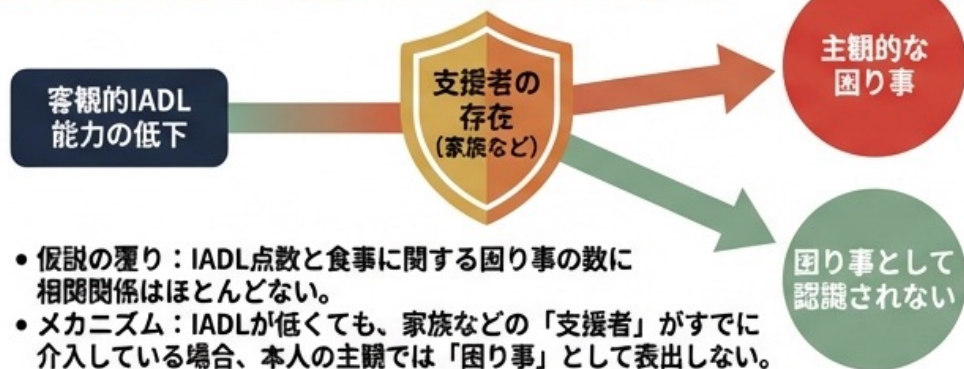 客観的IADL
能力の低下
支援者の
存在
(家族など)
主観的な
困り事
困り事として
認識されない
• 仮説の覆り：IADL点数と食事に関する困り事の数に
相関関係はほとんどない。
• メカニズム：IADLが低くても、家族などの「支援者」がすでに
介入している場合、本人の主観では「困り事」として表出しない。